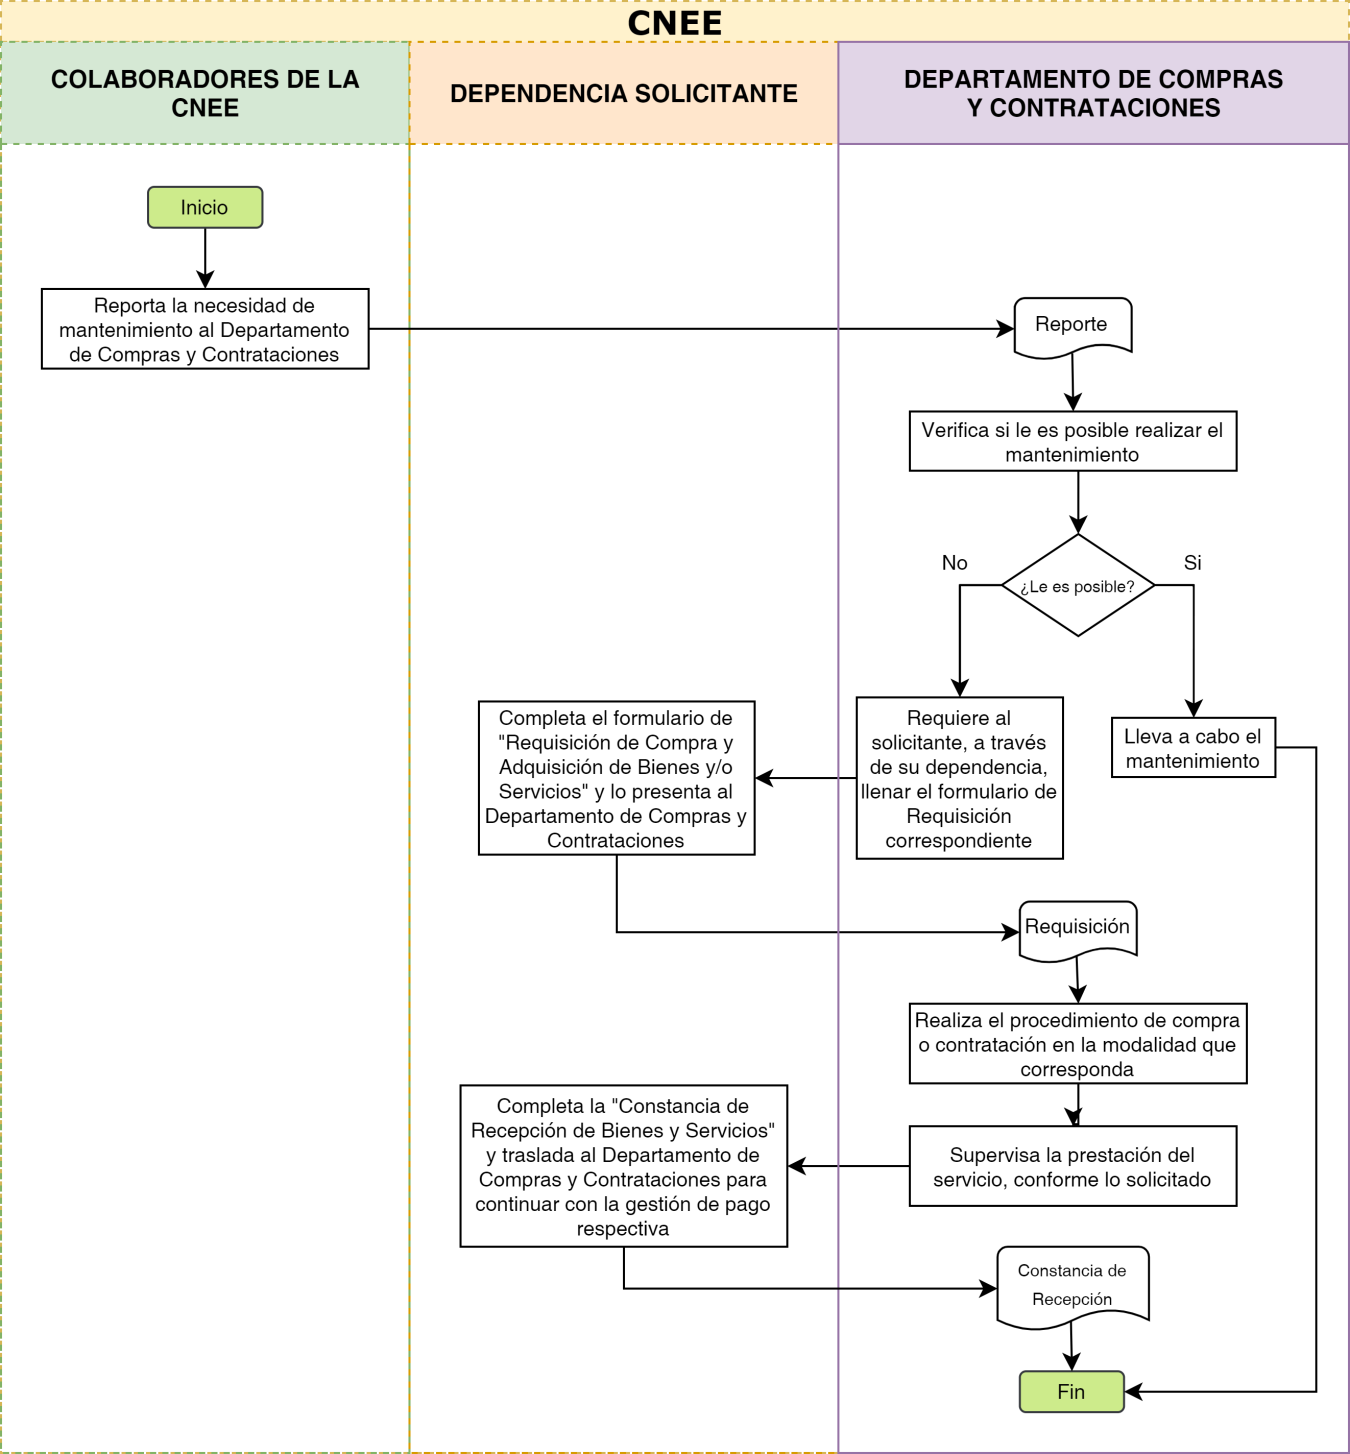 CNEE
COLABORADORES DE LA
CNEE
DEPENDENCIA SOLICITANTE
DEPARTAMENTO DE COMPRAS
Y CONTRATACIONES
Inicio
Reporta la necesidad de
mantenimiento al Departamento
de Compras y Contrataciones
Reporte
Verifica si le es posible realizar el
mantenimiento
¿Le es posible?
No
Si
Requiere al
solicitante, a través
de su dependencia,
llenar el formulario de
Requisición
correspondiente
Lleva a cabo el
mantenimiento
Completa el formulario de
"Requisición de Compra y
Adquisición de Bienes y/o
Servicios" y lo presenta al
Departamento de Compras y
Contrataciones
Requisición
Realiza el procedimiento de compra
o contratación en la modalidad que
corresponda
Supervisa la prestación del
servicio, conforme lo solicitado
Completa la "Constancia de
Recepción de Bienes y Servicios"
y traslada al Departamento de
Compras y Contrataciones para
continuar con la gestión de pago
respectiva
Constancia de
Recepción
Fin